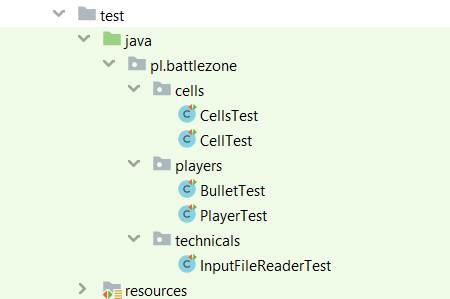 test
java
pl.battlezone
cells
CellsTest
CellTest
players
BulletTest
PlayerTest
technicals
InputFileReaderTest
resources